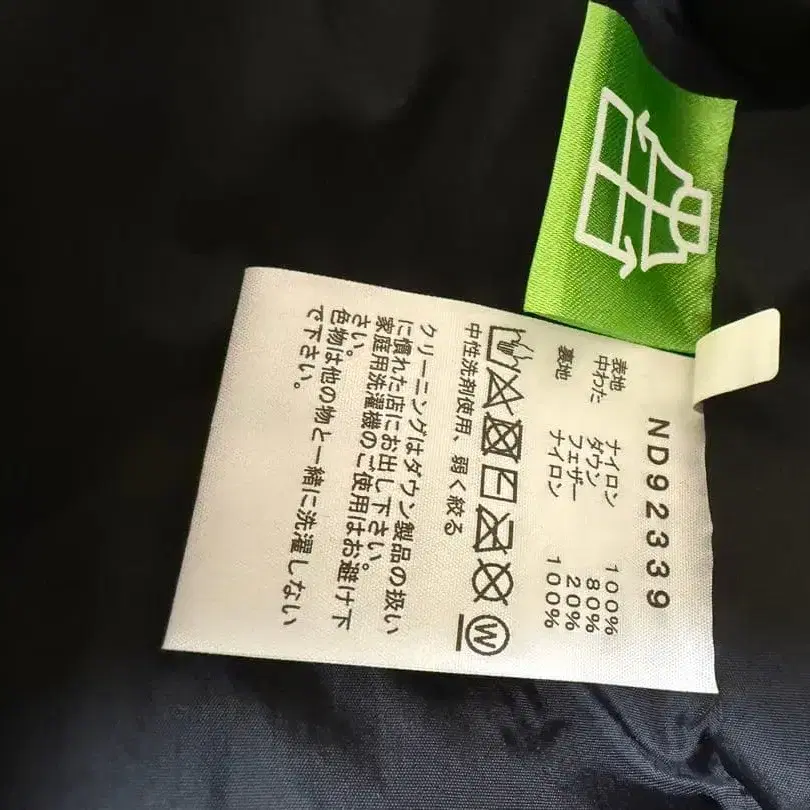 ND92339
表地 ナイロン 100%
中わた ダウン 80%
フェザー 20%
裏地 ナイロン 100%
W
中性洗剤使用、弱く絞る
クリーニングはダウン製品の扱い
に慣れた店にお出し下さい。
家庭用洗濯機のご使用はお避け下
さい。
色物は他の物と一緒に洗濯しない
で下さい。